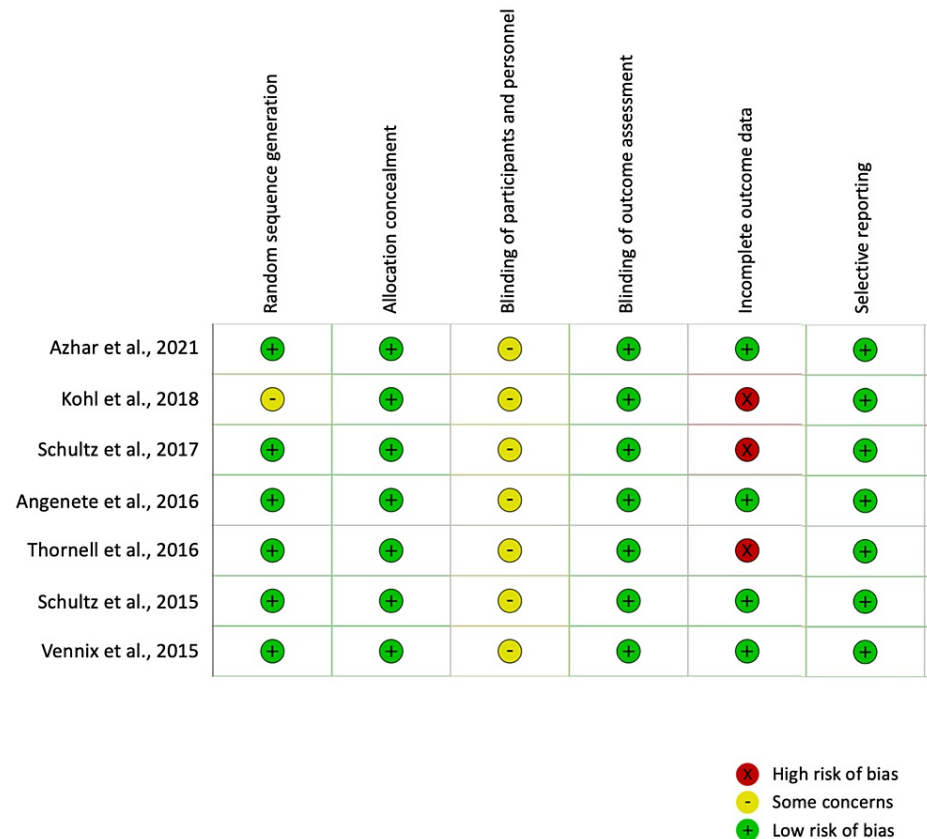 Random sequence generation
Allocation concealment
Blinding of participants and personnel
Blinding of outcome assessment
Incomplete outcome data
Selective reporting
Azhar et al., 2021 + + - + + +
Kohl et al., 2018 - + - + X +
Schultz et al., 2017 + + - + X +
Angenete et al., 2016 + + - + + +
Thornell et al., 2016 + + - + X +
Schultz et al., 2015 + + - + + +
Vennix et al., 2015 + + - + + +
X High risk of bias
- Some concerns
+ Low risk of bias